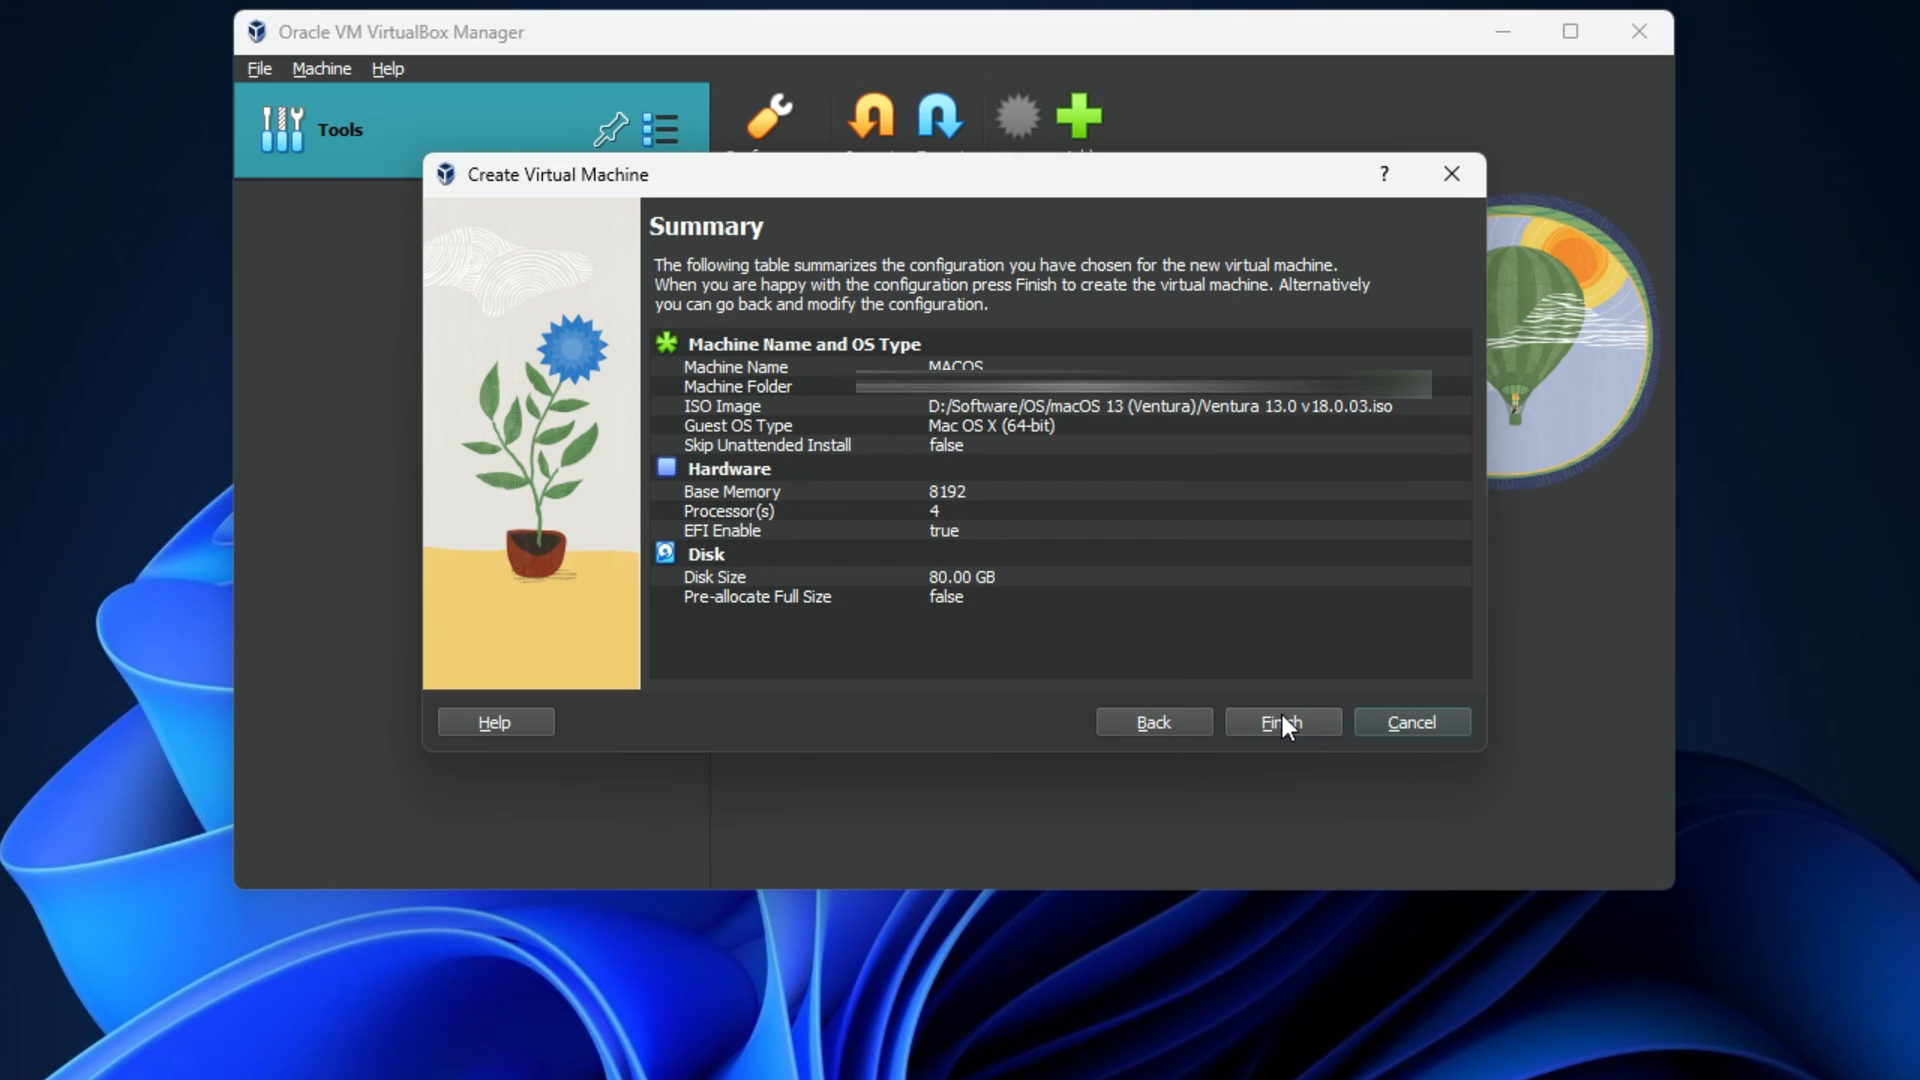 Oracle VM VirtualBox Manager
File Machine Help
Tools
Create Virtual Machine ?
Summary
The following table summarizes the configuration you have chosen for the new virtual machine.
When you are happy with the configuration press Finish to create the virtual machine. Alternatively
you can go back and modify the configuration.
Machine Name and OS Type
Machine Name MACOS
Machine Folder
ISO Image D:/Software/OS/macOS 13 (Ventura)/Ventura 13.0 v18.0.03.iso
Guest OS Type Mac OS X (64-bit)
Skip Unattended Install false
Hardware
Base Memory 8192
Processor(s) 4
EFI Enable true
Disk
Disk Size 80.00 GB
Pre-allocate Full Size false
Help Back Finish Cancel